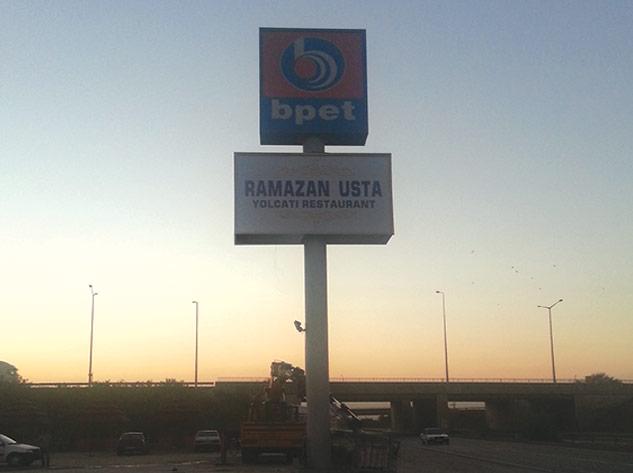 bpet
RAMAZAN USTA
YOLCATI RESTAURANT